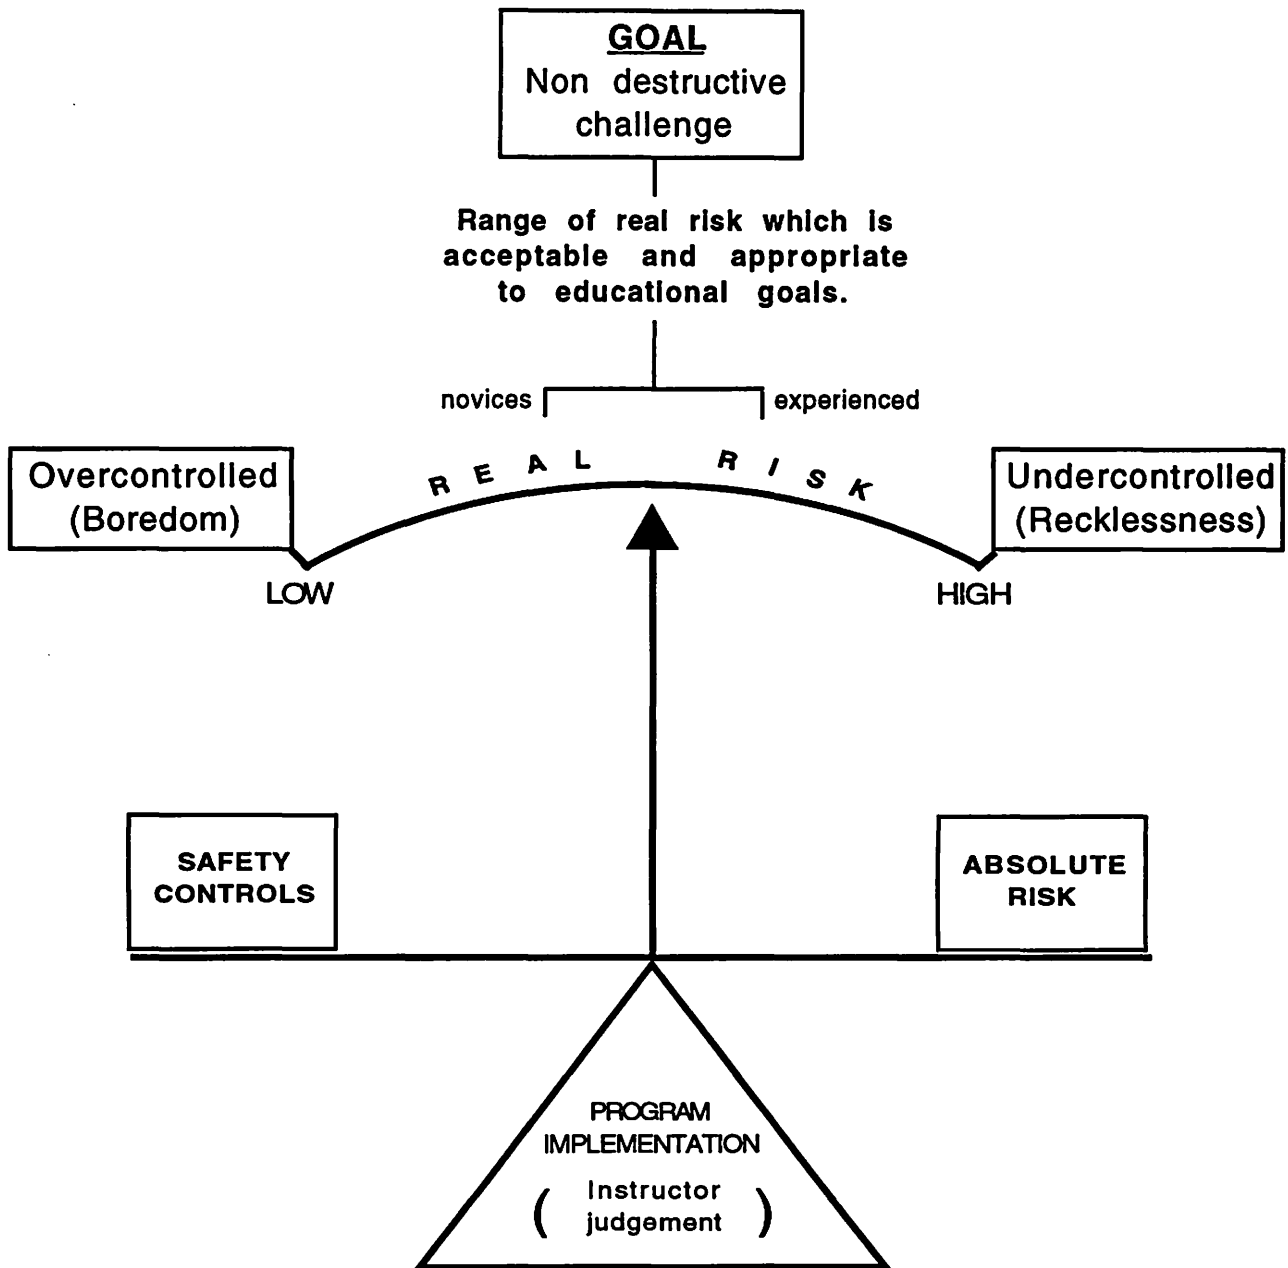 GOAL
Non destructive
challenge
Range of real risk which is
acceptable and appropriate
to educational goals.
novices
experienced
REAL RISK
Overcontrolled
(Boredom)
Undercontrolled
(Recklessness)
LOW
HIGH
SAFETY
CONTROLS
ABSOLUTE
RISK
PROGRAM
IMPLEMENTATION
( Instructor
judgement )